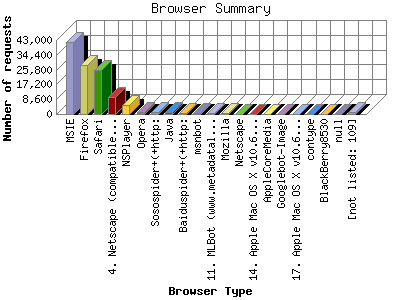 Browser Summary
Number of requests
43,000
34,400
25,800
17,200
8,600
0
MSIE
Firefox
Safari
4. Netscape (compatible...
NSPlayer
Opera
Sosospider+(+http:
Java
Baiduspider+(+http:
msnbot
11. MLBot (www.metadatal...
Mozilla
Netscape
14. Apple Mac OS X v10.6...
AppleCoreMedia
Googlebot-Image
17. Apple Mac OS X v10.6...
contype
BlackBerry8530
null
[not listed: 109]
Browser Type